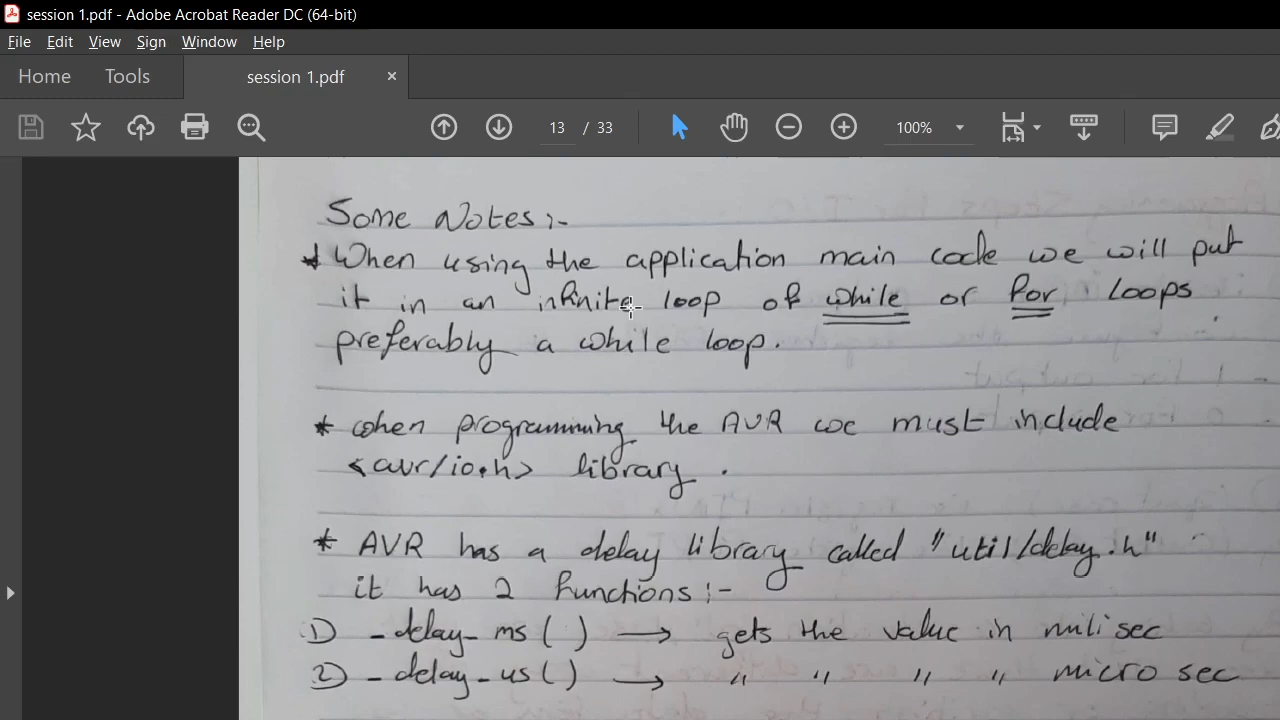 session 1.pdf - Adobe Acrobat Reader DC (64-bit)
File Edit View Sign Window Help
Home Tools session 1.pdf ×
13 / 33 100%
Some Notes :-
* When using the application main code we will put
it in an infinite loop of while or for loops
preferably a while loop.
* when programming the AVR we must include
<avr/io.h> library .
* AVR has a delay library called "util/delay.h"
it has 2 functions :-
1) _delay_ms ( ) → gets the value in mili sec
2) _delay_us ( ) → " " " " micro sec